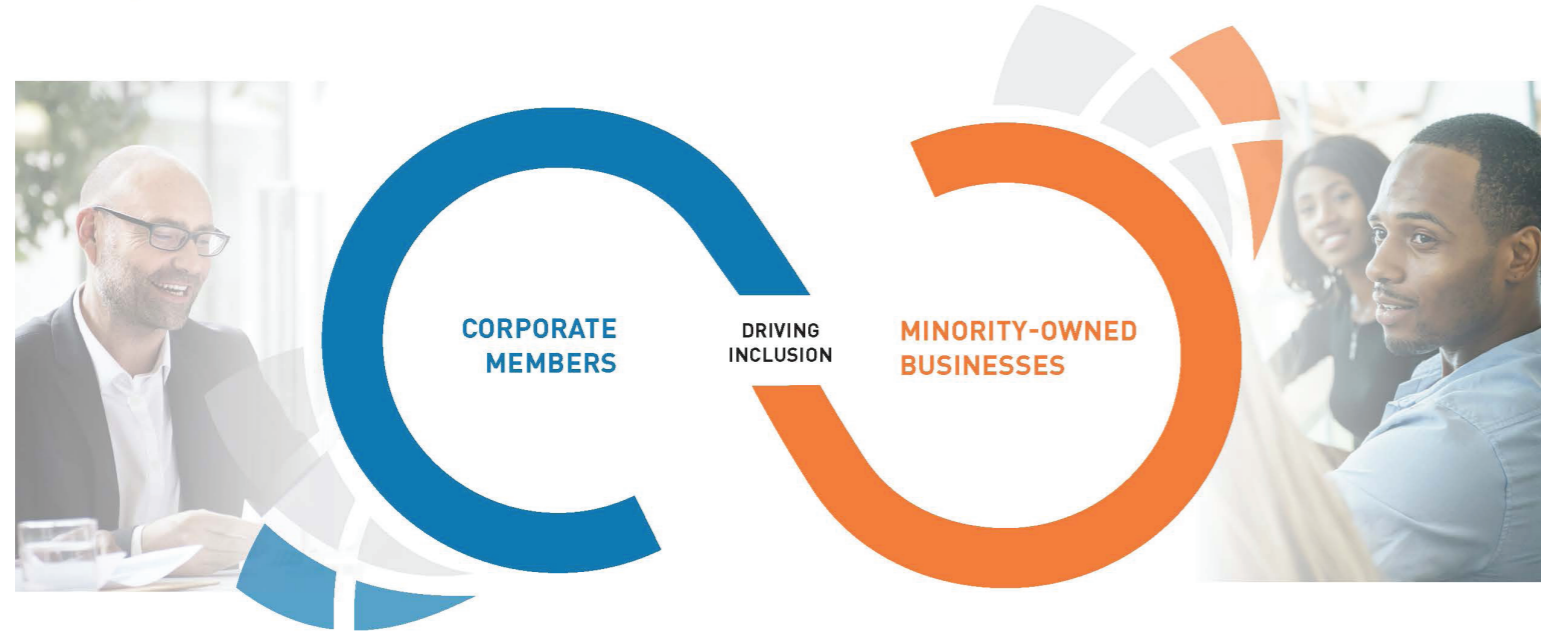 CORPORATE
MEMBERS
DRIVING
INCLUSION
MINORITY-OWNED
BUSINESSES